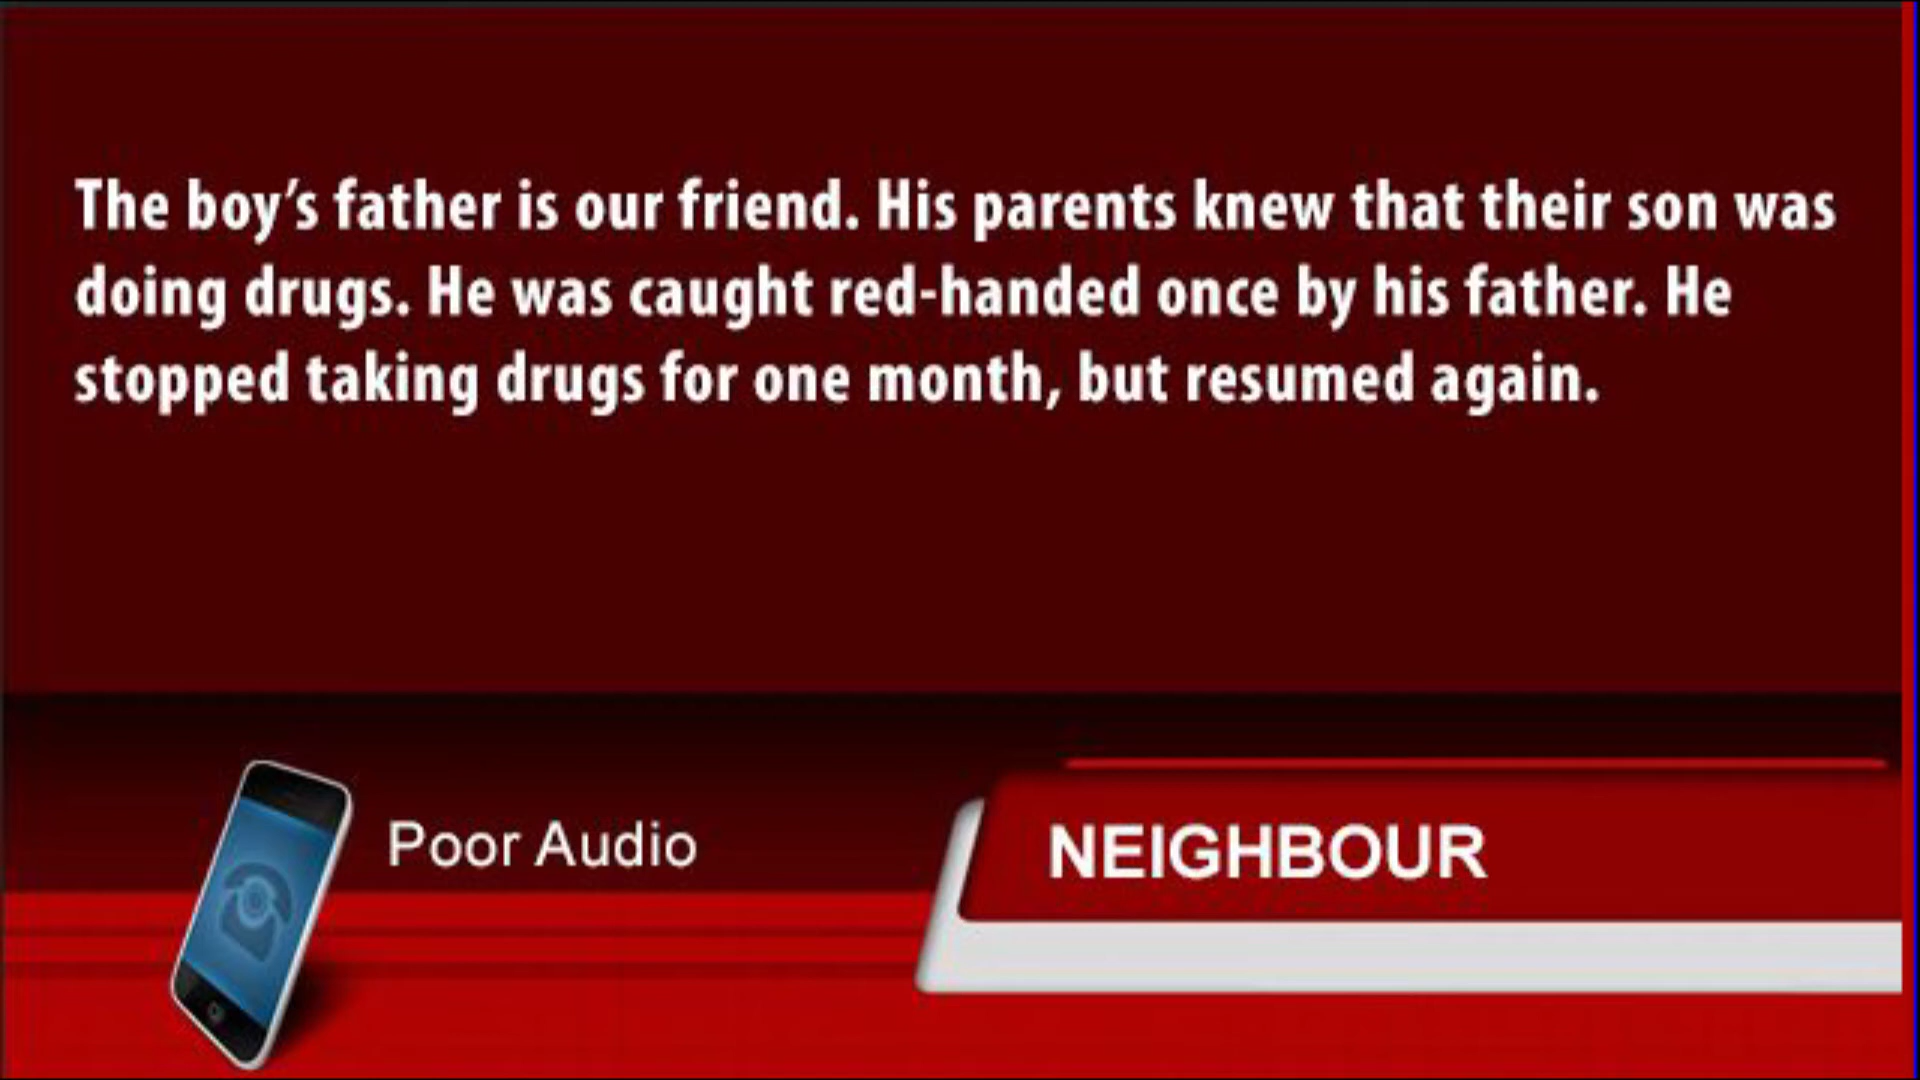 The boy’s father is our friend. His parents knew that their son was
doing drugs. He was caught red-handed once by his father. He
stopped taking drugs for one month, but resumed again.
Poor Audio
NEIGHBOUR